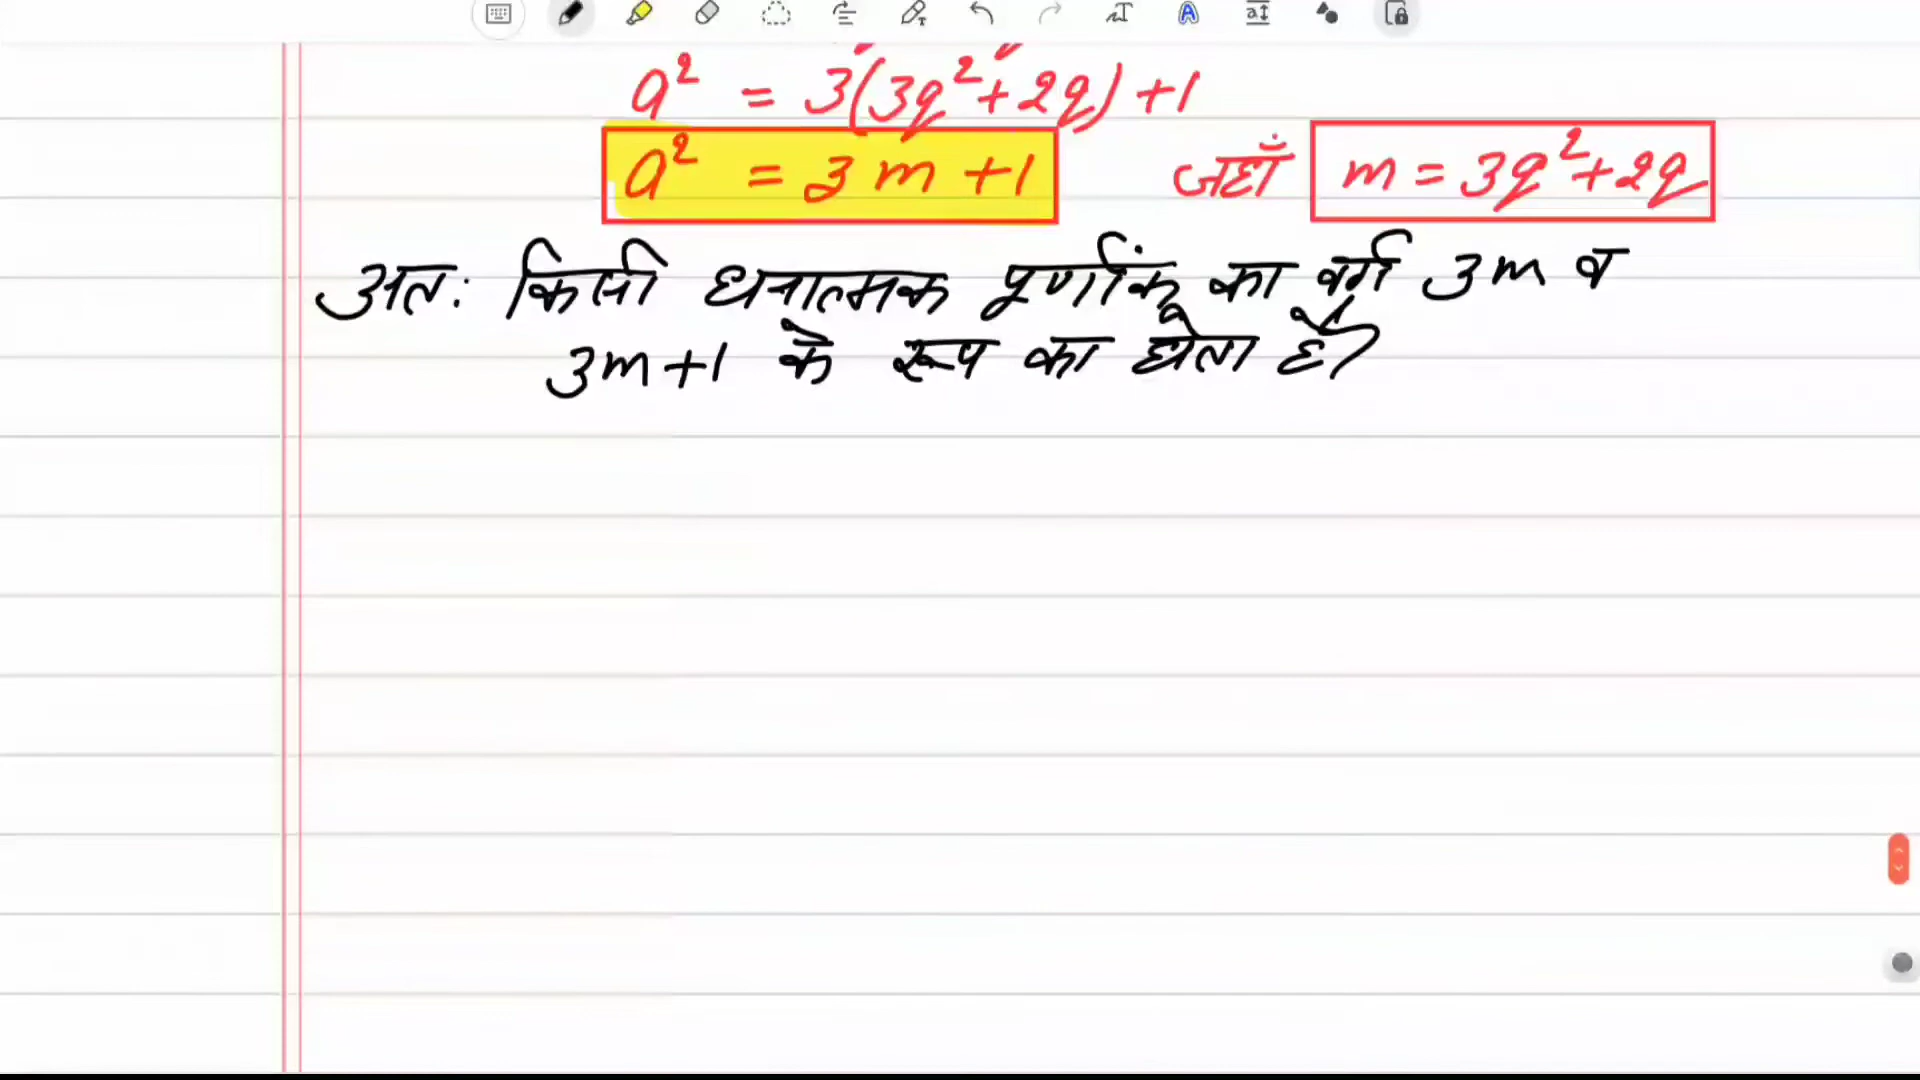 a² = 3(3q²+2q)+1
a² = 3m+1 जहाँ m = 3q²+2q
अतः किसी धनात्मक पूर्णांक का वर्ग 3m व
3m+1 के रूप का होता है।